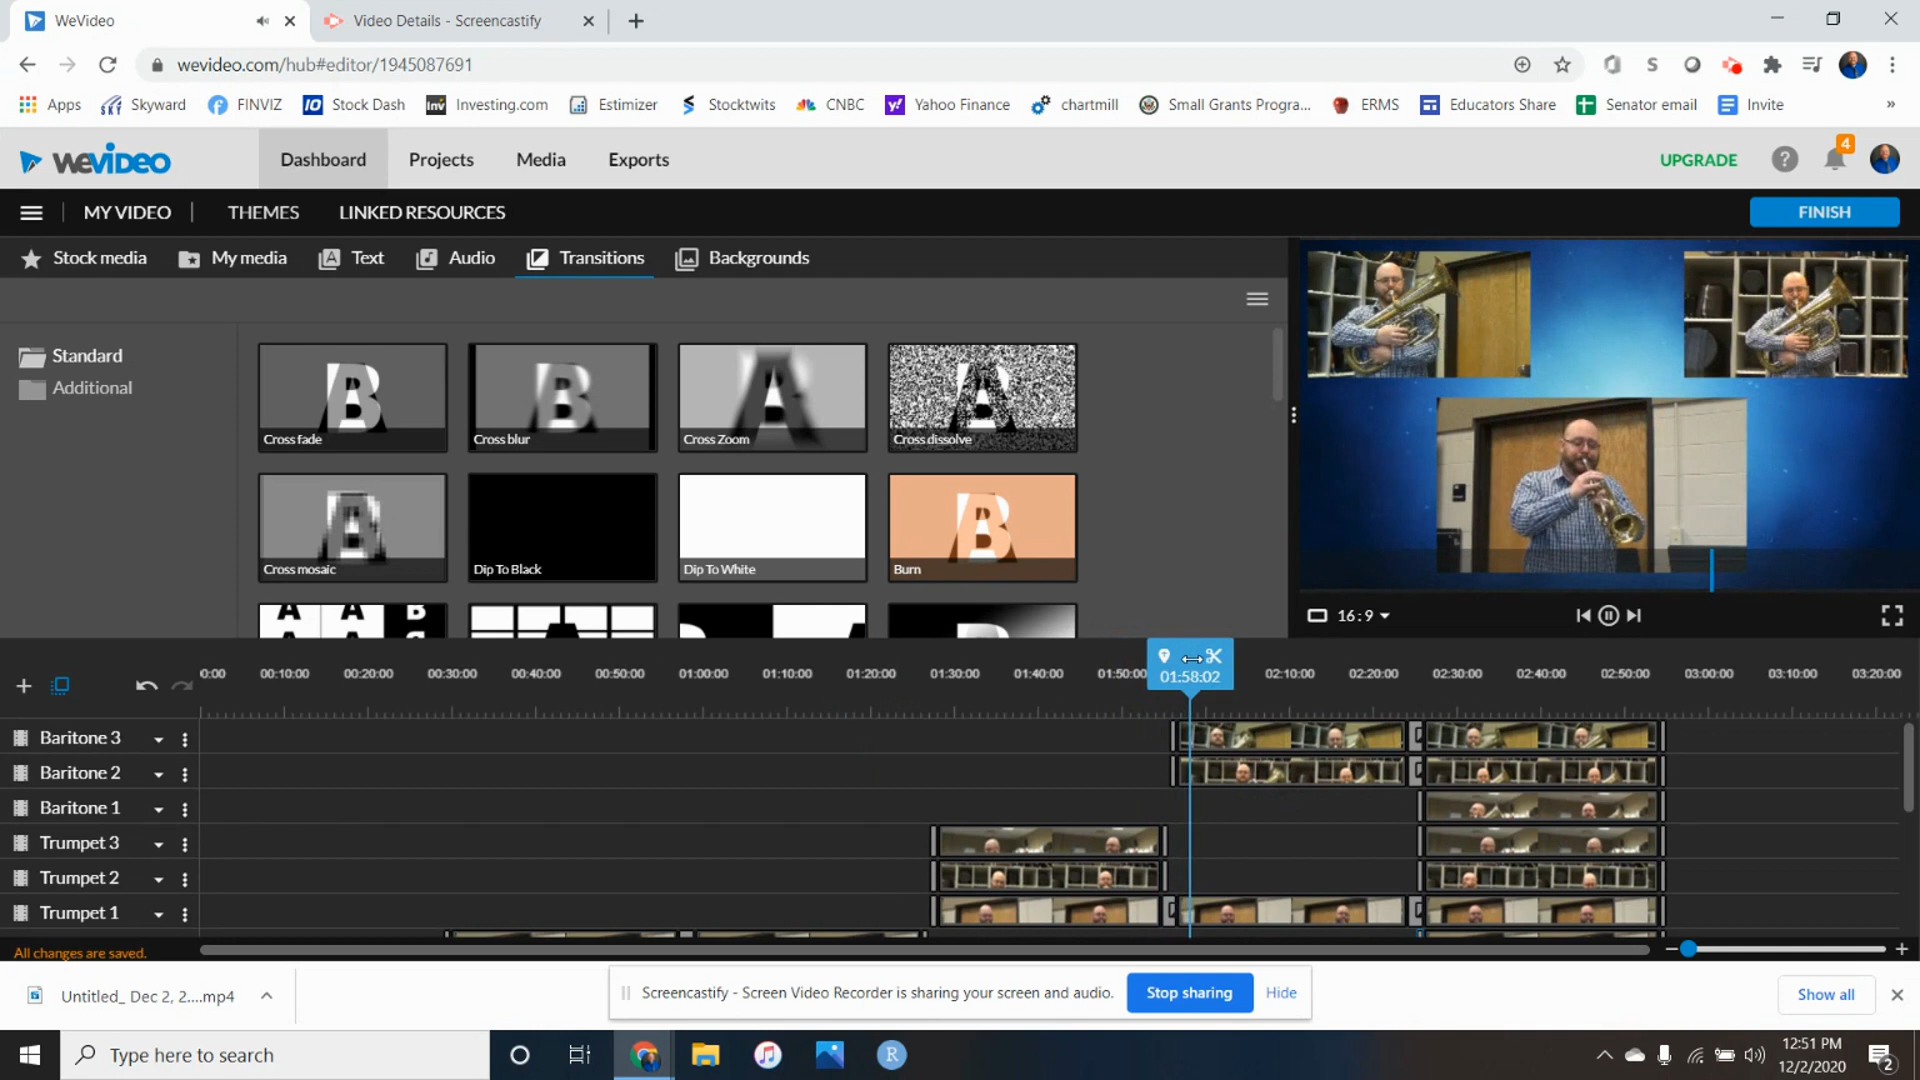 WeVideo
Video Details - Screencastify
wevideo.com/hub#editor/1945087691
Apps Skyward FINVIZ Stock Dash Investing.com Estimizer Stocktwits CNBC Yahoo Finance chartmill Small Grants Progra... ERMS Educators Share Senator email Invite »
WEVIDEO Dashboard Projects Media Exports UPGRADE ? 4
MY VIDEO THEMES LINKED RESOURCES FINISH
Stock media My media Text Audio Transitions Backgrounds
Standard
Additional
Cross fade Cross blur Cross Zoom Cross dissolve
Cross mosaic Dip To Black Dip To White Burn
16:9
0:00 00:10:00 00:20:00 00:30:00 00:40:00 00:50:00 01:00:00 01:10:00 01:20:00 01:30:00 01:40:00 01:50:00 01:58:02 02:10:00 02:20:00 02:30:00 02:40:00 02:50:00 03:00:00 03:10:00 03:20:00
Baritone 3
Baritone 2
Baritone 1
Trumpet 3
Trumpet 2
Trumpet 1
All changes are saved.
Untitled_ Dec 2, 2....mp4
Screencastify - Screen Video Recorder is sharing your screen and audio. Stop sharing Hide
Show all
Type here to search
12:51 PM
12/2/2020
2